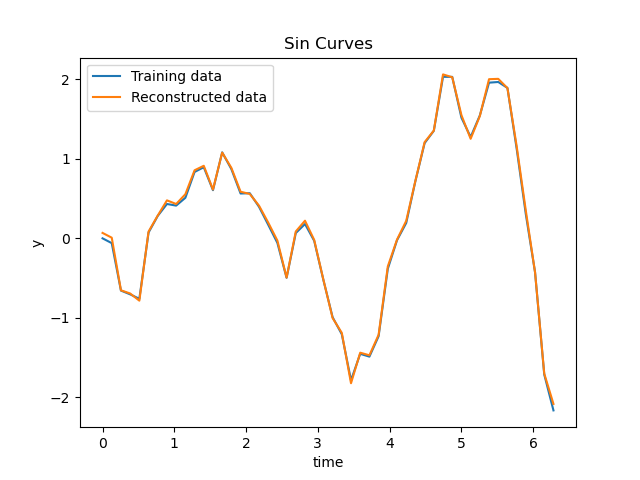 Sin Curves
Training data
Reconstructed data
y
2
1
0
−1
−2
0 1 2 3 4 5 6
time